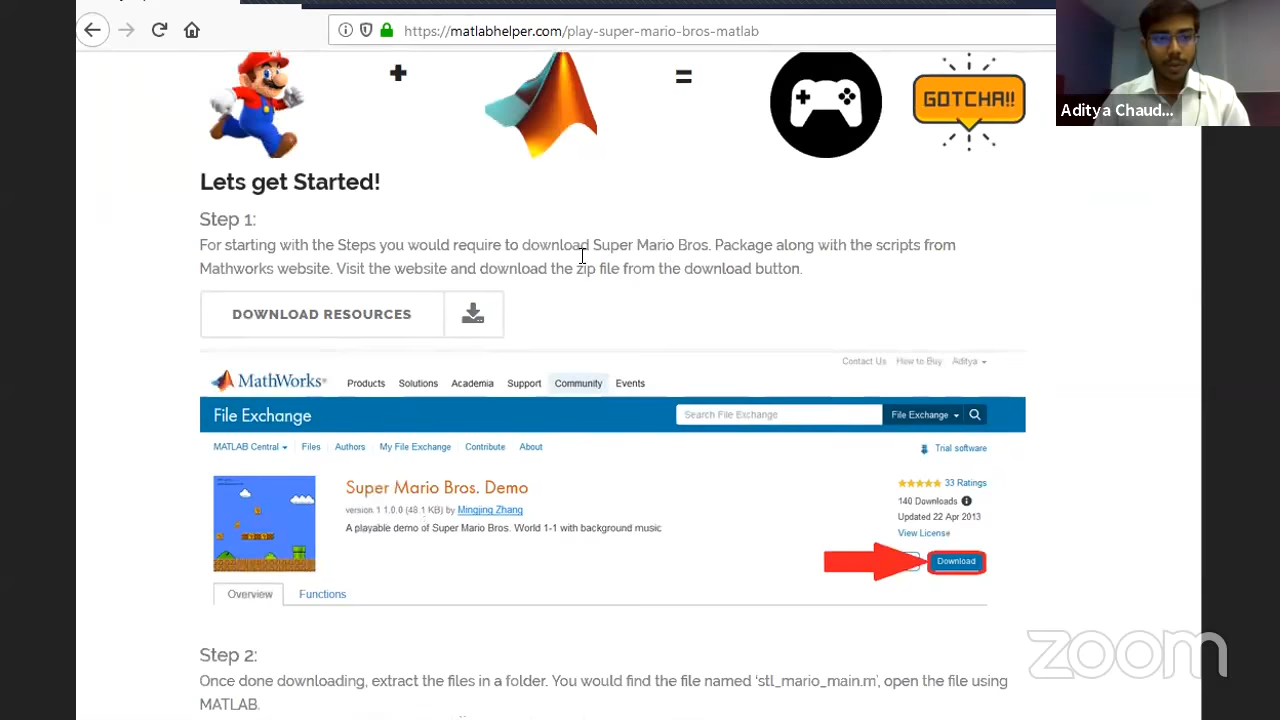 https://matlabhelper.com/play-super-mario-bros-matlab
GOTCHA!!
Aditya Chaud...
Lets get Started!
Step 1:
For starting with the Steps you would require to download Super Mario Bros. Package along with the scripts from
Mathworks website. Visit the website and download the zip file from the download button.
DOWNLOAD RESOURCES
Contact Us How to Buy Aditya
MathWorks®
Products Solutions Academia Support Community Events
File Exchange
Search File Exchange
File Exchange
MATLAB Central Files Authors My File Exchange Contribute About
Trial software
Super Mario Bros. Demo
version 1.1.0.0 (48.1 KB) by Mingjing Zhang
A playable demo of Super Mario Bros. World 1-1 with background music
33 Ratings
140 Downloads
Updated 22 Apr 2013
View License
Download
Overview Functions
Step 2:
Once done downloading, extract the files in a folder. You would find the file named 'stl_mario_main.m', open the file using
MATLAB.
zoom